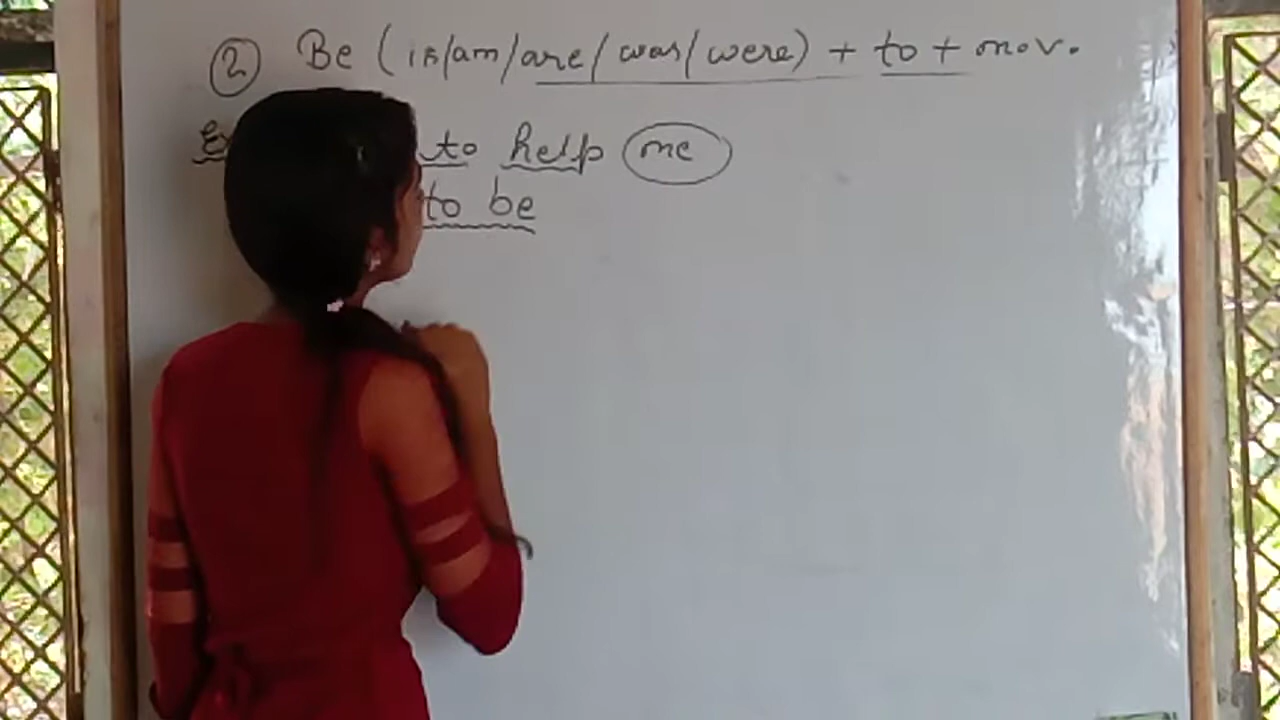 ② Be (is/am/are/was/were) + to + mov.
to help me
to be